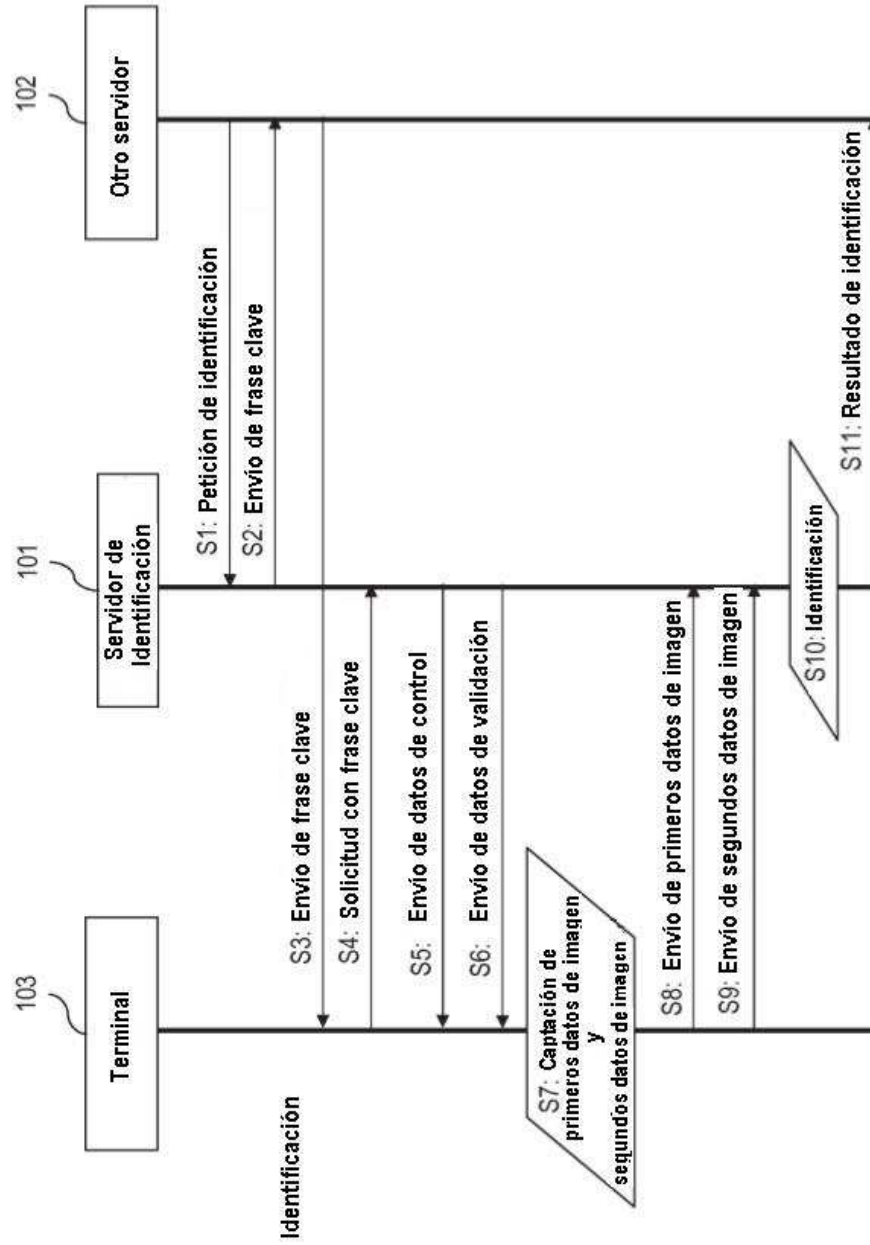 103
Terminal
101
Servidor de
Identificación
102
Otro servidor
Identificación
S1: Petición de identificación
S2: Envío de frase clave
S3: Envío de frase clave
S4: Solicitud con frase clave
S5: Envío de datos de control
S6: Envío de datos de validación
S7: Captación de
primeros datos de imagen
y
segundos datos de imagen
S8: Envío de primeros datos de imagen
S9: Envío de segundos datos de imagen
S10: Identificación
S11: Resultado de identificación